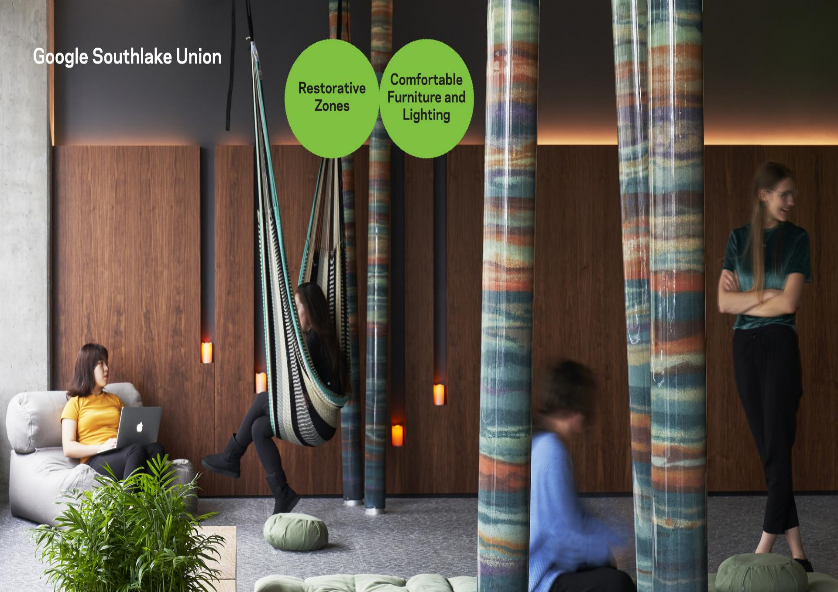 Google Southlake Union
Restorative
Zones
Comfortable
Furniture and
Lighting